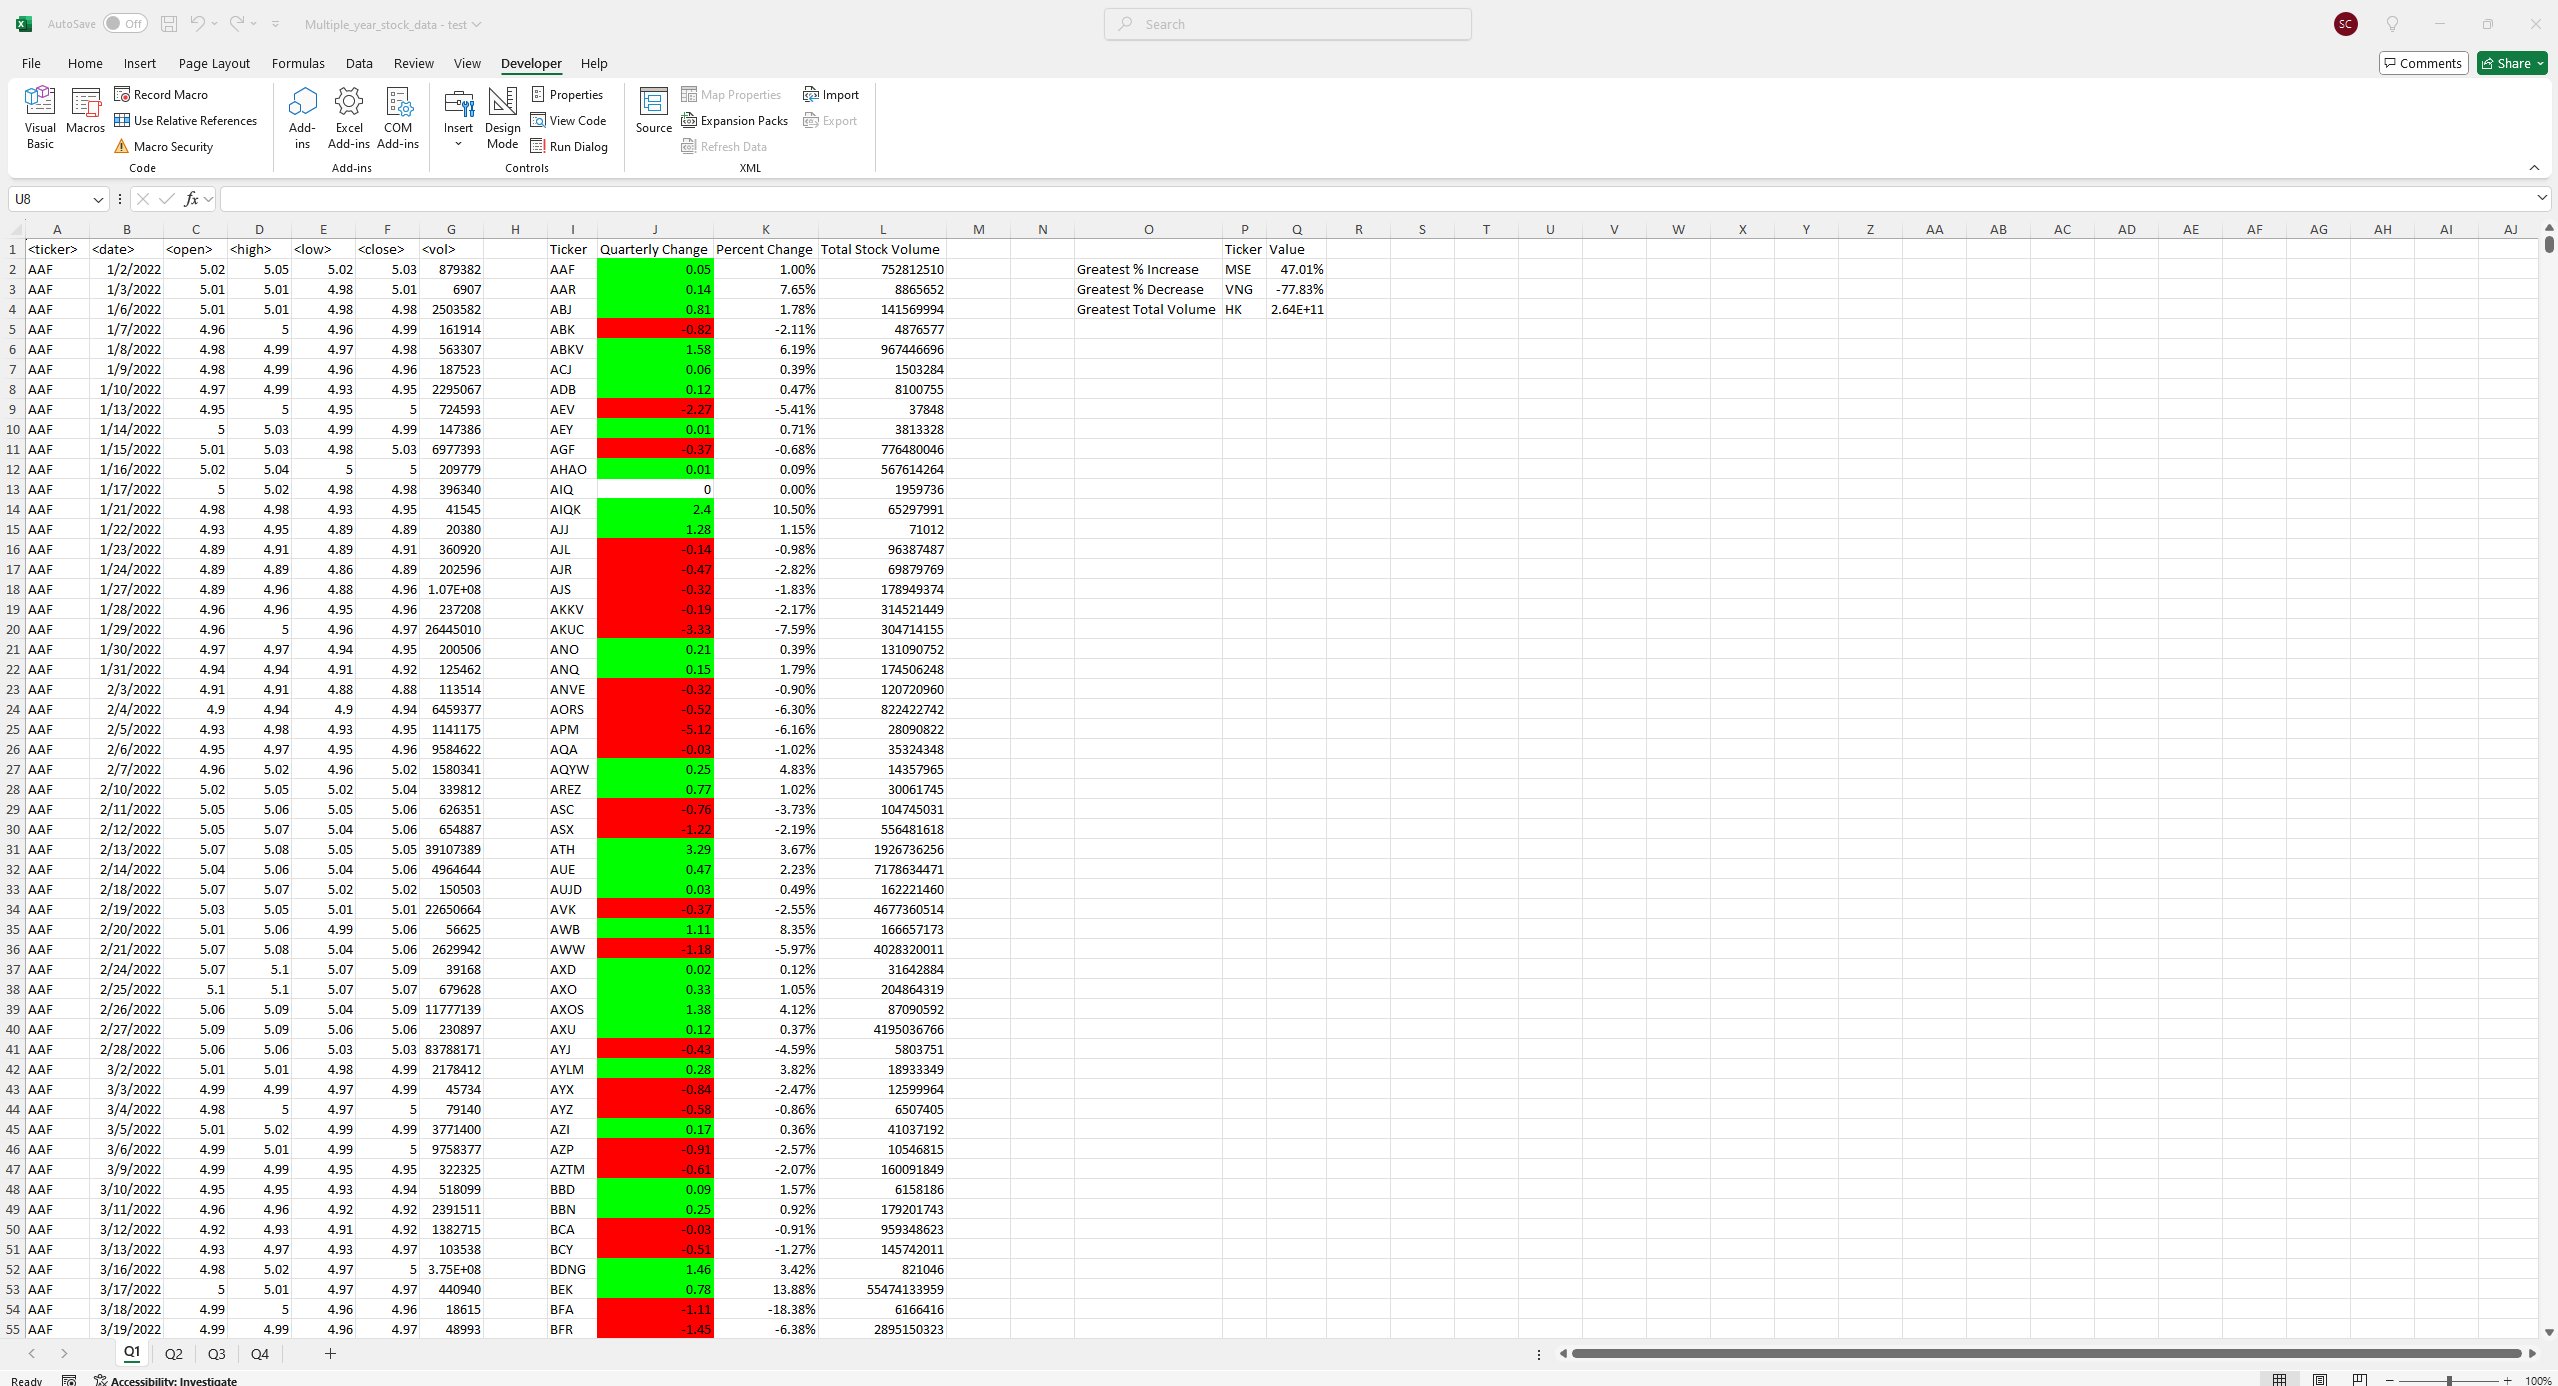 AutoSave Off Multiple_year_stock_data - test Search SC
File Home Insert Page Layout Formulas Data Review View Developer Help Comments Share
Visual Basic Macros Record Macro Use Relative References Macro Security Code
Add-ins Excel Add-ins COM Add-ins Add-ins
Insert Design Mode Properties View Code Run Dialog Controls
Source Map Properties Expansion Packs Refresh Data Import Export XML
U8 fx
A B C D E F G H I J K L M N O P Q R S T U V W X Y Z AA AB AC AD AE AF AG AH AI AJ
1 <ticker> <date> <open> <high> <low> <close> <vol> Ticker Quarterly Change Percent Change Total Stock Volume Ticker Value
2 AAF 1/2/2022 5.02 5.05 5.02 5.03 879382 AAF 0.05 1.00% 752812510 Greatest % Increase MSE 47.01%
3 AAF 1/3/2022 5.01 5.01 4.98 5.01 6907 AAR 0.14 7.65% 8865652 Greatest % Decrease VNG -77.83%
4 AAF 1/6/2022 5.01 5.01 4.98 4.98 2503582 ABJ 0.81 1.78% 141569994 Greatest Total Volume HK 2.64E+11
5 AAF 1/7/2022 4.96 5 4.96 4.99 161914 ABK -0.82 -2.11% 4876577
6 AAF 1/8/2022 4.98 4.99 4.97 4.98 563307 ABKV 1.58 6.19% 967446696
7 AAF 1/9/2022 4.98 4.99 4.96 4.96 187523 ACJ 0.06 0.39% 1503284
8 AAF 1/10/2022 4.97 4.99 4.93 4.95 2295067 ADB 0.12 0.47% 8100755
9 AAF 1/13/2022 4.95 5 4.95 5 724593 AEV -2.27 -5.41% 37848
10 AAF 1/14/2022 5 5.03 4.99 4.99 147386 AEY 0.01 0.71% 3813328
11 AAF 1/15/2022 5.01 5.03 4.98 5.03 6977393 AGF -0.37 -0.68% 776480046
12 AAF 1/16/2022 5.02 5.04 5 5 209779 AHAO 0.01 0.09% 567614264
13 AAF 1/17/2022 5 5.02 4.98 4.98 396340 AIQ 0 0.00% 1959736
14 AAF 1/21/2022 4.98 4.98 4.93 4.95 41545 AIQK 2.4 10.50% 65297991
15 AAF 1/22/2022 4.93 4.95 4.89 4.89 20380 AJJ 1.28 1.15% 71012
16 AAF 1/23/2022 4.89 4.91 4.89 4.91 360920 AJL -0.14 -0.98% 96387487
17 AAF 1/24/2022 4.89 4.89 4.86 4.89 202596 AJR -0.47 -2.82% 69879769
18 AAF 1/27/2022 4.89 4.96 4.88 4.96 1.07E+08 AJS -0.32 -1.83% 178949374
19 AAF 1/28/2022 4.96 4.96 4.95 4.96 237208 AKKV -0.19 -2.17% 314521449
20 AAF 1/29/2022 4.96 5 4.96 4.97 26445010 AKUC -3.33 -7.59% 304714155
21 AAF 1/30/2022 4.97 4.97 4.94 4.95 200506 ANO 0.21 0.39% 131090752
22 AAF 1/31/2022 4.94 4.94 4.91 4.92 125462 ANQ 0.15 1.79% 174506248
23 AAF 2/3/2022 4.91 4.91 4.88 4.88 113514 ANVE -0.32 -0.90% 120720960
24 AAF 2/4/2022 4.9 4.94 4.9 4.94 6459377 AORS -0.52 -6.30% 822422742
25 AAF 2/5/2022 4.93 4.98 4.93 4.95 1141175 APM -5.12 -6.16% 28090822
26 AAF 2/6/2022 4.95 4.97 4.95 4.96 9584622 AQA -0.03 -1.02% 35324348
27 AAF 2/7/2022 4.96 5.02 4.96 5.02 1580341 AQYW 0.25 4.83% 14357965
28 AAF 2/10/2022 5.02 5.05 5.02 5.04 339812 AREZ 0.77 1.02% 30061745
29 AAF 2/11/2022 5.05 5.06 5.05 5.06 626351 ASC -0.76 -3.73% 104745031
30 AAF 2/12/2022 5.05 5.07 5.04 5.06 654887 ASX -1.22 -2.19% 556481618
31 AAF 2/13/2022 5.07 5.08 5.05 5.05 39107389 ATH 3.29 3.67% 1926736256
32 AAF 2/14/2022 5.04 5.06 5.04 5.06 4964644 AUE 0.47 2.23% 7178634471
33 AAF 2/18/2022 5.07 5.07 5.02 5.02 150503 AUJD 0.03 0.49% 162221460
34 AAF 2/19/2022 5.03 5.05 5.01 5.01 22650664 AVK -0.37 -2.55% 4677360514
35 AAF 2/20/2022 5.01 5.06 4.99 5.06 56625 AWB 1.11 8.35% 166657173
36 AAF 2/21/2022 5.07 5.08 5.04 5.06 2629942 AWW -1.18 -5.97% 4028320011
37 AAF 2/24/2022 5.07 5.1 5.07 5.09 39168 AXD 0.02 0.12% 31642884
38 AAF 2/25/2022 5.1 5.1 5.07 5.07 679628 AXO 0.33 1.05% 204864319
39 AAF 2/26/2022 5.06 5.09 5.04 5.09 11777139 AXOS 1.38 4.12% 87090592
40 AAF 2/27/2022 5.09 5.09 5.06 5.06 230897 AXU 0.12 0.37% 4195036766
41 AAF 2/28/2022 5.06 5.06 5.03 5.03 83788171 AYJ -0.43 -4.59% 5803751
42 AAF 3/2/2022 5.01 5.01 4.98 4.99 2178412 AYLM 0.28 3.82% 18933349
43 AAF 3/3/2022 4.99 4.99 4.97 4.99 45734 AYX -0.84 -2.47% 12599964
44 AAF 3/4/2022 4.98 5 4.97 5 79140 AYZ -0.58 -0.86% 6507405
45 AAF 3/5/2022 5.01 5.02 4.99 4.99 3771400 AZI 0.17 0.36% 41037192
46 AAF 3/6/2022 4.99 5.01 4.99 5 9758377 AZP -0.91 -2.57% 10546815
47 AAF 3/9/2022 4.99 4.99 4.95 4.95 322325 AZTM -0.61 -2.07% 160091849
48 AAF 3/10/2022 4.95 4.95 4.93 4.94 518099 BBD 0.09 1.57% 6158186
49 AAF 3/11/2022 4.96 4.96 4.92 4.92 2391511 BBN 0.25 0.92% 179201743
50 AAF 3/12/2022 4.92 4.93 4.91 4.92 1382715 BCA -0.03 -0.91% 959348623
51 AAF 3/13/2022 4.93 4.97 4.93 4.97 103538 BCY -0.51 -1.27% 145742011
52 AAF 3/16/2022 4.98 5.02 4.97 5 3.75E+08 BDNG 1.46 3.42% 821046
53 AAF 3/17/2022 5 5.01 4.97 4.97 440940 BEK 0.78 13.88% 55474133959
54 AAF 3/18/2022 4.99 5 4.96 4.96 18615 BFA -1.11 -18.38% 6166416
55 AAF 3/19/2022 4.99 4.99 4.96 4.97 48993 BFR -1.45 -6.38% 2895150323
Q1 Q2 Q3 Q4
Ready Accessibility: Investigate 100%